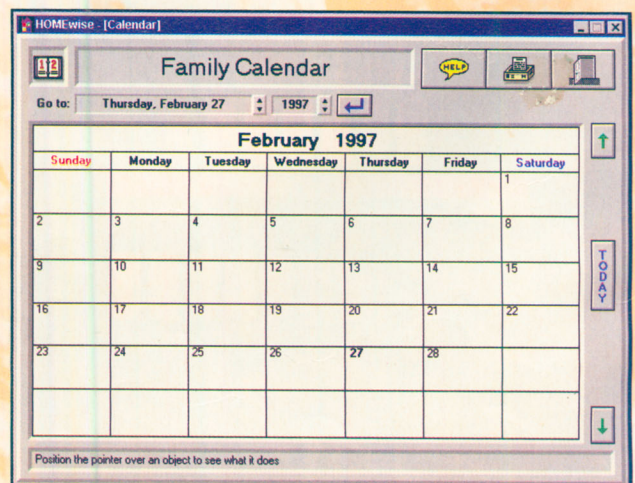 HOMEwise - [Calendar]
12
Family Calendar
HELP
Go to: Thursday, February 27 1997
February 1997
Sunday Monday Tuesday Wednesday Thursday Friday Saturday
1
2 3 4 5 6 7 8
9 10 11 12 13 14 15
16 17 18 19 20 21 22
23 24 25 26 27 28
TODAY
Position the pointer over an object to see what it does